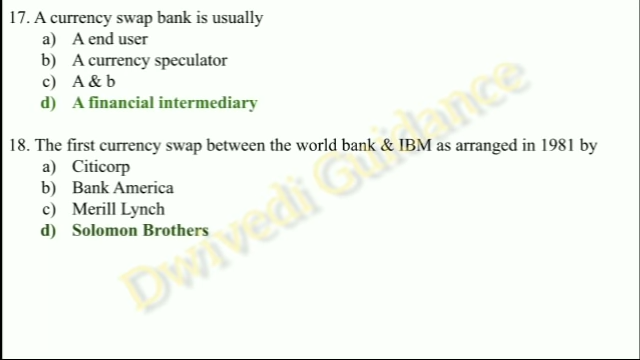 17. A currency swap bank is usually
a) A end user
b) A currency speculator
c) A & b
d) A financial intermediary
18. The first currency swap between the world bank & IBM as arranged in 1981 by
a) Citicorp
b) Bank America
c) Merill Lynch
d) Solomon Brothers
Dwivedi Guidance